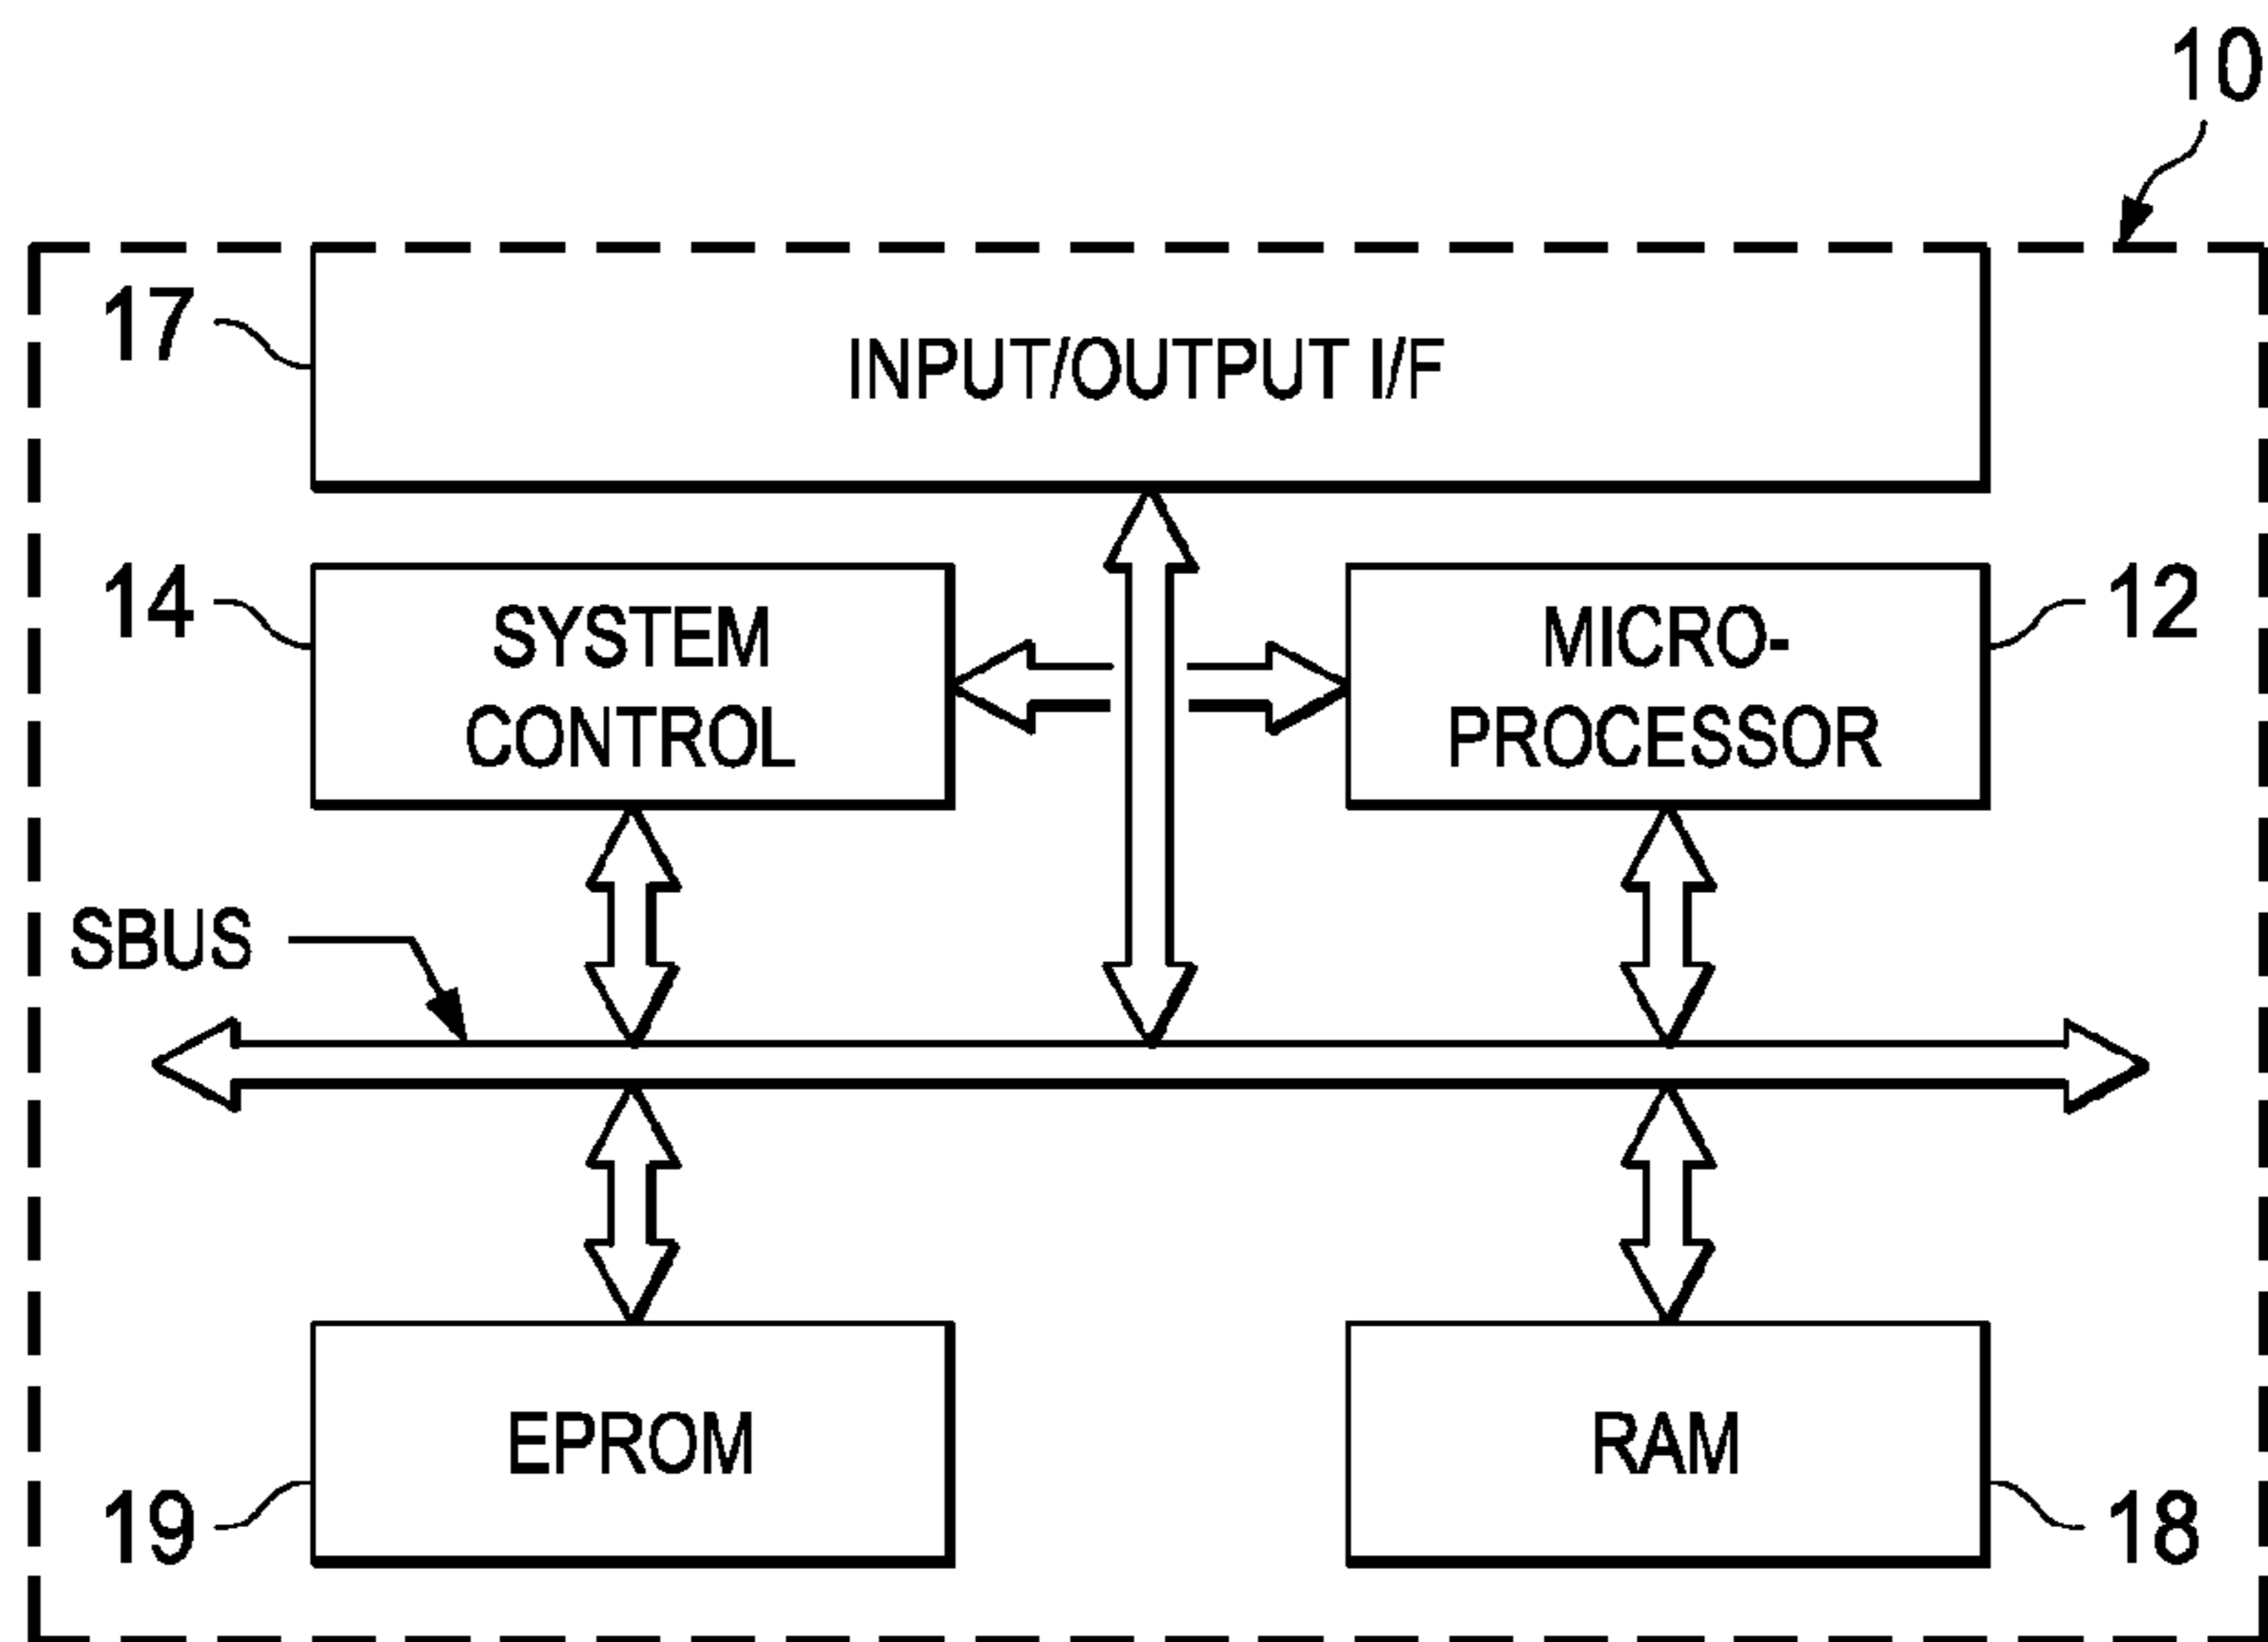 10
17
INPUT/OUTPUT I/F
14
SYSTEM
CONTROL
MICRO-
PROCESSOR
12
SBUS
EPROM
19
RAM
18